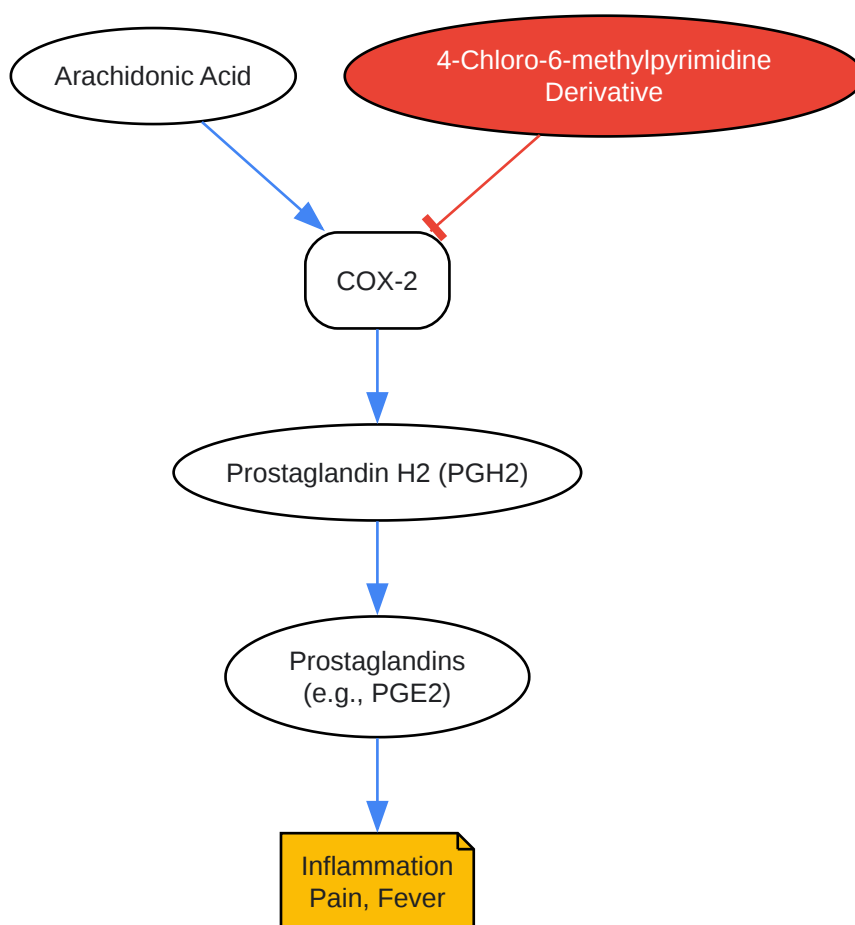 Arachidonic Acid
4-Chloro-6-methylpyrimidine
Derivative
COX-2
Prostaglandin H2 (PGH2)
Prostaglandins
(e.g., PGE2)
Inflammation
Pain, Fever